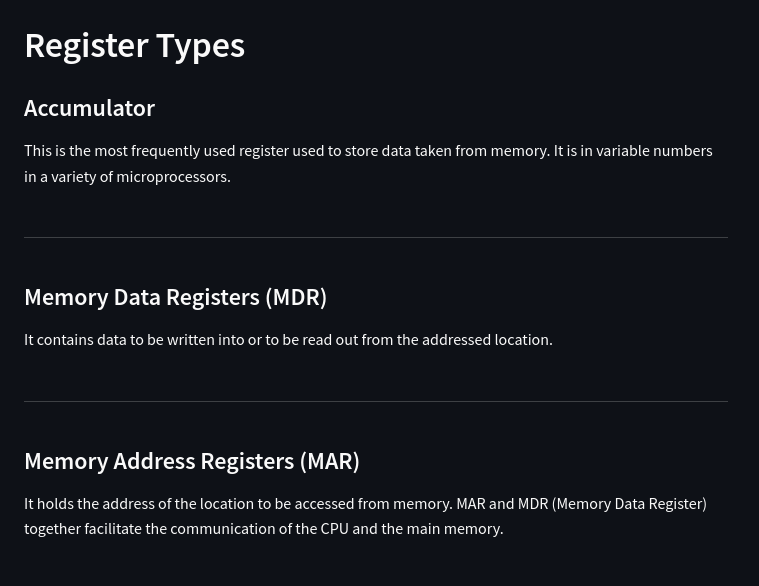 Register Types
Accumulator
This is the most frequently used register used to store data taken from memory. It is in variable numbers
in a variety of microprocessors.
Memory Data Registers (MDR)
It contains data to be written into or to be read out from the addressed location.
Memory Address Registers (MAR)
It holds the address of the location to be accessed from memory. MAR and MDR (Memory Data Register)
together facilitate the communication of the CPU and the main memory.